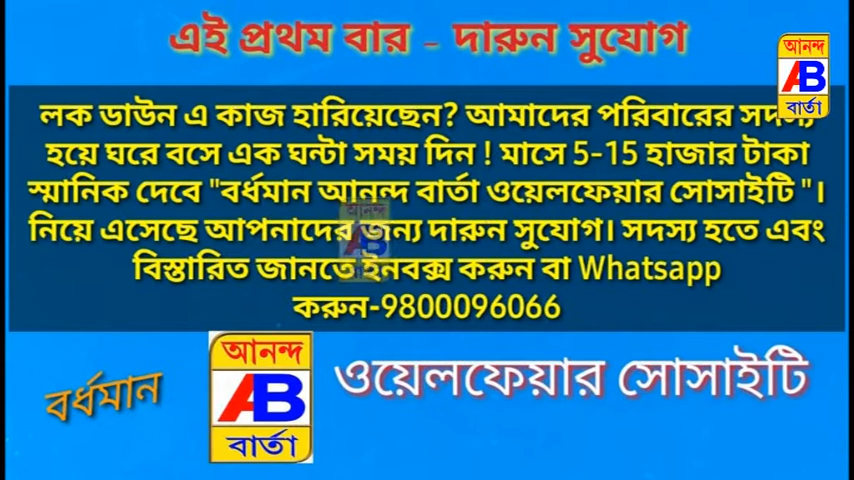 এই প্রথম বার - দারুন সুযোগ
আনন্দ
AB
বার্তা
লক ডাউন এ কাজ হারিয়েছেন? আমাদের পরিবারের সদস্য
হয়ে ঘরে বসে এক ঘন্টা সময় দিন ! মাসে 5-15 হাজার টাকা
স্মানিক দেবে "বর্ধমান আনন্দ বার্তা ওয়েলফেয়ার সোসাইটি "।
নিয়ে এসেছে আপনাদের জন্য দারুন সুযোগ। সদস্য হতে এবং
বিস্তারিত জানতে ইনবক্স করুন বা Whatsapp
করুন-9800096066
আনন্দ
AB
বর্ধমান
আনন্দ
AB
বার্তা
ওয়েলফেয়ার সোসাইটি